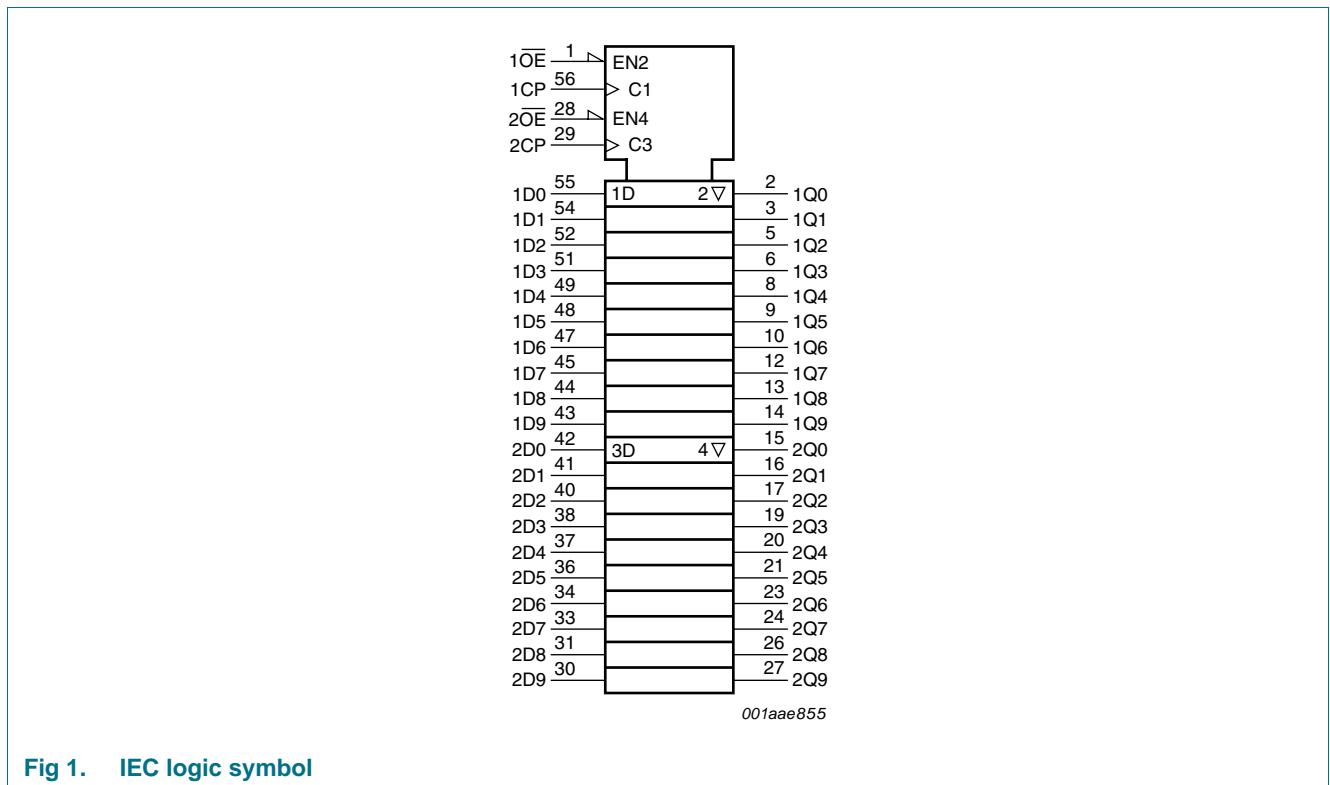 1O̅E̅ 1 EN2
1CP 56 C1
2O̅E̅ 28 EN4
2CP 29 C3
1D0 55 1D 2▽ 2 1Q0
1D1 54 3 1Q1
1D2 52 5 1Q2
1D3 51 6 1Q3
1D4 49 8 1Q4
1D5 48 9 1Q5
1D6 47 10 1Q6
1D7 45 12 1Q7
1D8 44 13 1Q8
1D9 43 14 1Q9
2D0 42 3D 4▽ 15 2Q0
2D1 41 16 2Q1
2D2 40 17 2Q2
2D3 38 19 2Q3
2D4 37 20 2Q4
2D5 36 21 2Q5
2D6 34 23 2Q6
2D7 33 24 2Q7
2D8 31 26 2Q8
2D9 30 27 2Q9
001aae855
Fig 1. IEC logic symbol